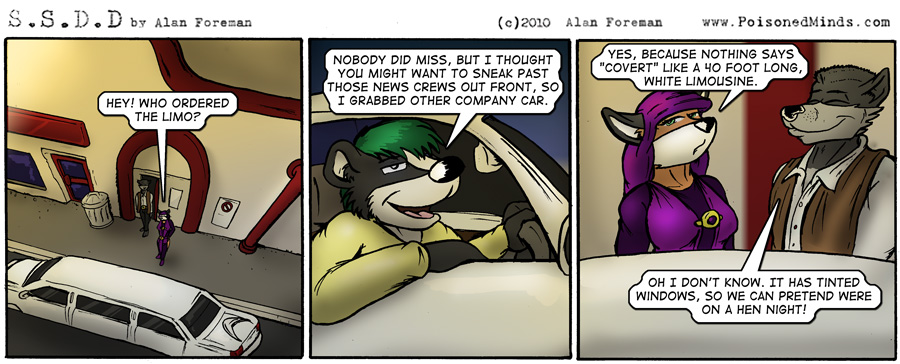 S.S.D.D by Alan Foreman (c)2010 Alan Foreman www.PoisonedMinds.com
HEY! WHO ORDERED
THE LIMO?
NOBODY DID MISS, BUT I THOUGHT
YOU MIGHT WANT TO SNEAK PAST
THOSE NEWS CREWS OUT FRONT, SO
I GRABBED OTHER COMPANY CAR.
YES, BECAUSE NOTHING SAYS
"COVERT" LIKE A 40 FOOT LONG,
WHITE LIMOUSINE.
OH I DON'T KNOW. IT HAS TINTED
WINDOWS, SO WE CAN PRETEND WERE
ON A HEN NIGHT!